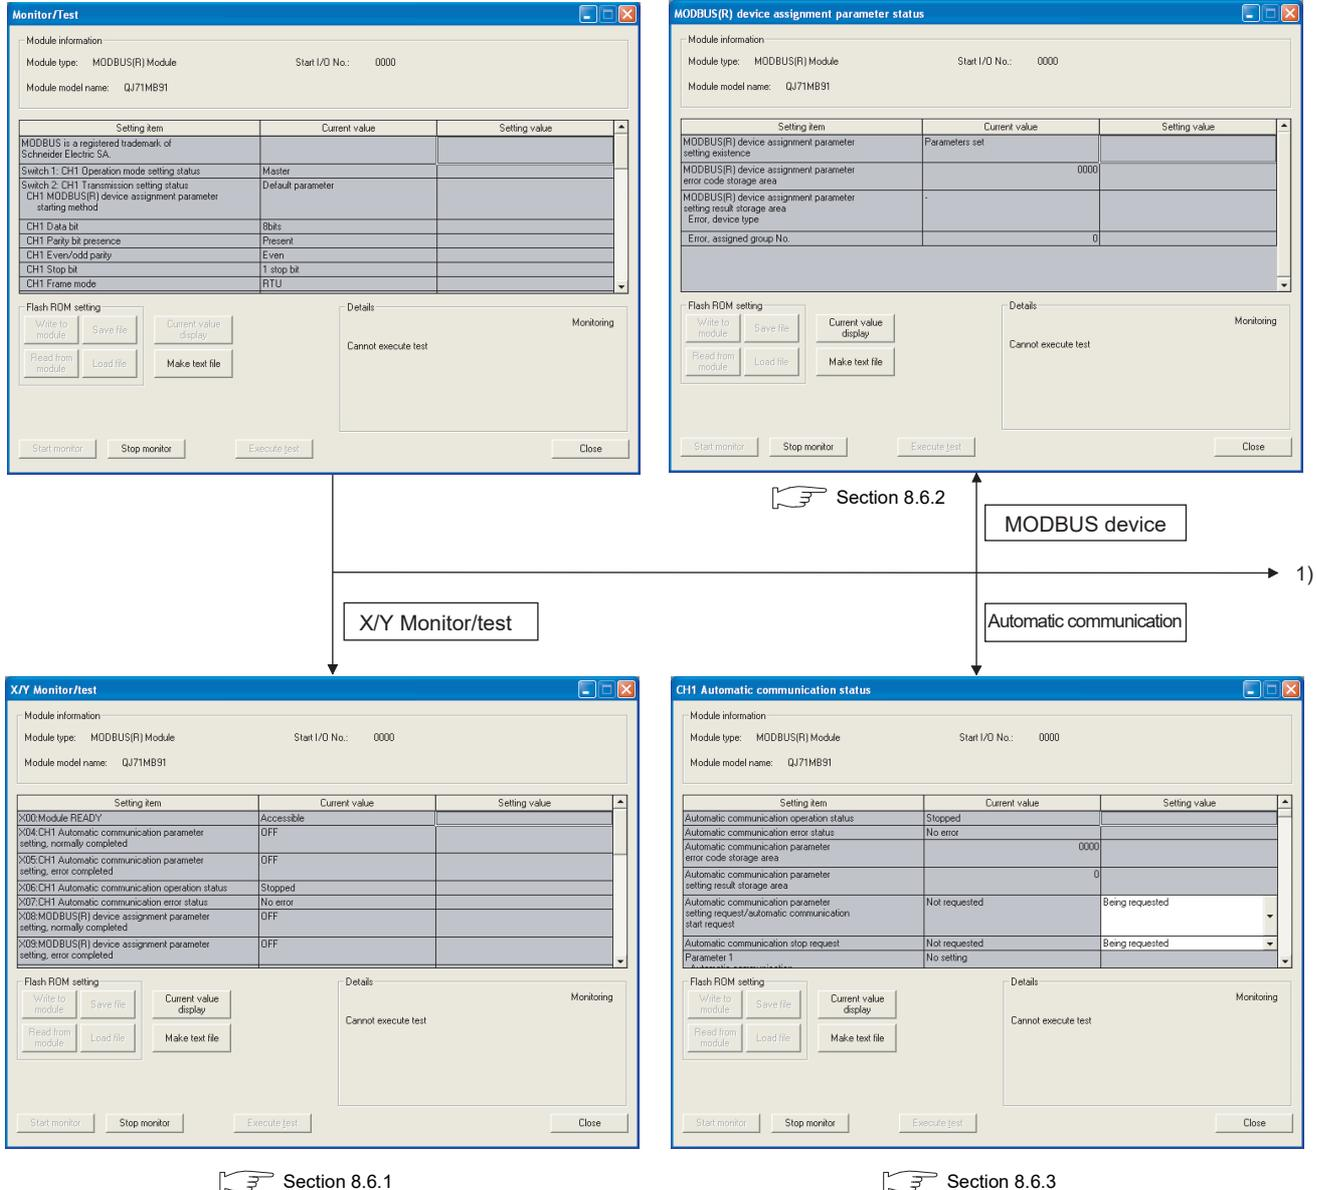 Monitor/Test
Module information
Module type: MODBUS(R) Module Start I/O No.: 0000
Module model name: QJ71MB91
Setting item Current value Setting value
MODBUS is a registered trademark of
Schneider Electric SA.
Switch 1: CH1 Operation mode setting status Master
Switch 2: CH1 Transmission setting status Default parameter
CH1 MODBUS(R) device assignment parameter
starting method
CH1 Data bit 8bits
CH1 Parity bit presence Present
CH1 Even/odd parity Even
CH1 Stop bit 1 stop bit
CH1 Frame mode RTU
Flash ROM setting
Write to module Save file Current value display
Read from module Load file Make text file
Details
Monitoring
Cannot execute test
Start monitor Stop monitor Execute test Close
MODBUS(R) device assignment parameter status
Module information
Module type: MODBUS(R) Module Start I/O No.: 0000
Module model name: QJ71MB91
Setting item Current value Setting value
MODBUS(R) device assignment parameter Parameters set
setting existence
MODBUS(R) device assignment parameter 0000
error code storage area
MODBUS(R) device assignment parameter -
setting result storage area
Error, device type
Error, assigned group No. 0
Flash ROM setting
Write to module Save file Current value display
Read from module Load file Make text file
Details
Monitoring
Cannot execute test
Start monitor Stop monitor Execute test Close
Section 8.6.2
MODBUS device
1)
X/Y Monitor/test
Automatic communication
X/Y Monitor/test
Module information
Module type: MODBUS(R) Module Start I/O No.: 0000
Module model name: QJ71MB91
Setting item Current value Setting value
X00:Module READY Accessible
X04:CH1 Automatic communication parameter OFF
setting, normally completed
X05:CH1 Automatic communication parameter OFF
setting, error completed
X06:CH1 Automatic communication operation status Stopped
X07:CH1 Automatic communication error status No error
X08:MODBUS(R) device assignment parameter OFF
setting, normally completed
X09:MODBUS(R) device assignment parameter OFF
setting, error completed
Flash ROM setting
Write to module Save file Current value display
Read from module Load file Make text file
Details
Monitoring
Cannot execute test
Start monitor Stop monitor Execute test Close
Section 8.6.1
CH1 Automatic communication status
Module information
Module type: MODBUS(R) Module Start I/O No.: 0000
Module model name: QJ71MB91
Setting item Current value Setting value
Automatic communication operation status Stopped
Automatic communication error status No error
Automatic communication parameter 0000
error code storage area
Automatic communication parameter 0
setting result storage area
Automatic communication parameter Not requested Being requested
setting request/automatic communication
start request
Automatic communication stop request Not requested Being requested
Parameter 1 No setting
Automatic communication
Flash ROM setting
Write to module Save file Current value display
Read from module Load file Make text file
Details
Monitoring
Cannot execute test
Start monitor Stop monitor Execute test Close
Section 8.6.3